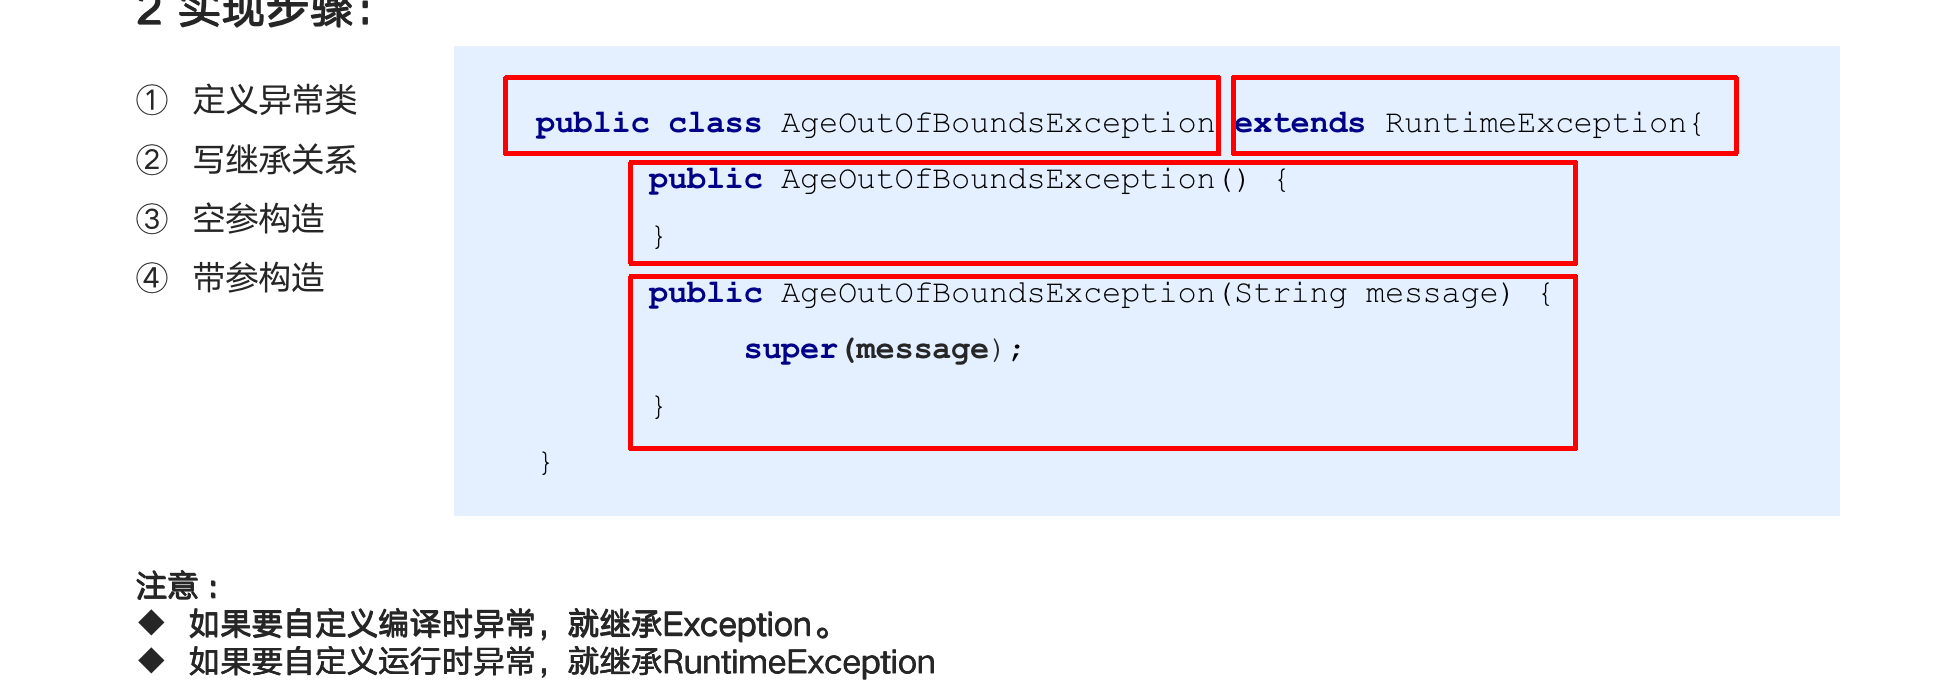 2 实现步骤：
① 定义异常类
② 写继承关系
③ 空参构造
④ 带参构造
public class AgeOutOfBoundsException extends RuntimeException{
public AgeOutOfBoundsException() {
}
public AgeOutOfBoundsException(String message) {
super(message);
}
}
注意：
◆ 如果要自定义编译时异常，就继承Exception。
◆ 如果要自定义运行时异常，就继承RuntimeException